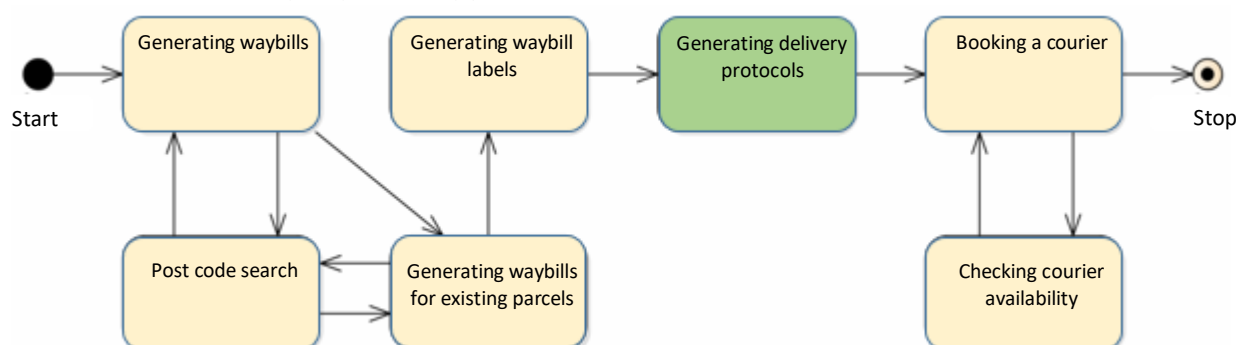 Generating waybills
Generating waybill
labels
Generating delivery
protocols
Booking a courier
Start
Stop
Post code search
Generating waybills
for existing parcels
Checking courier
availability